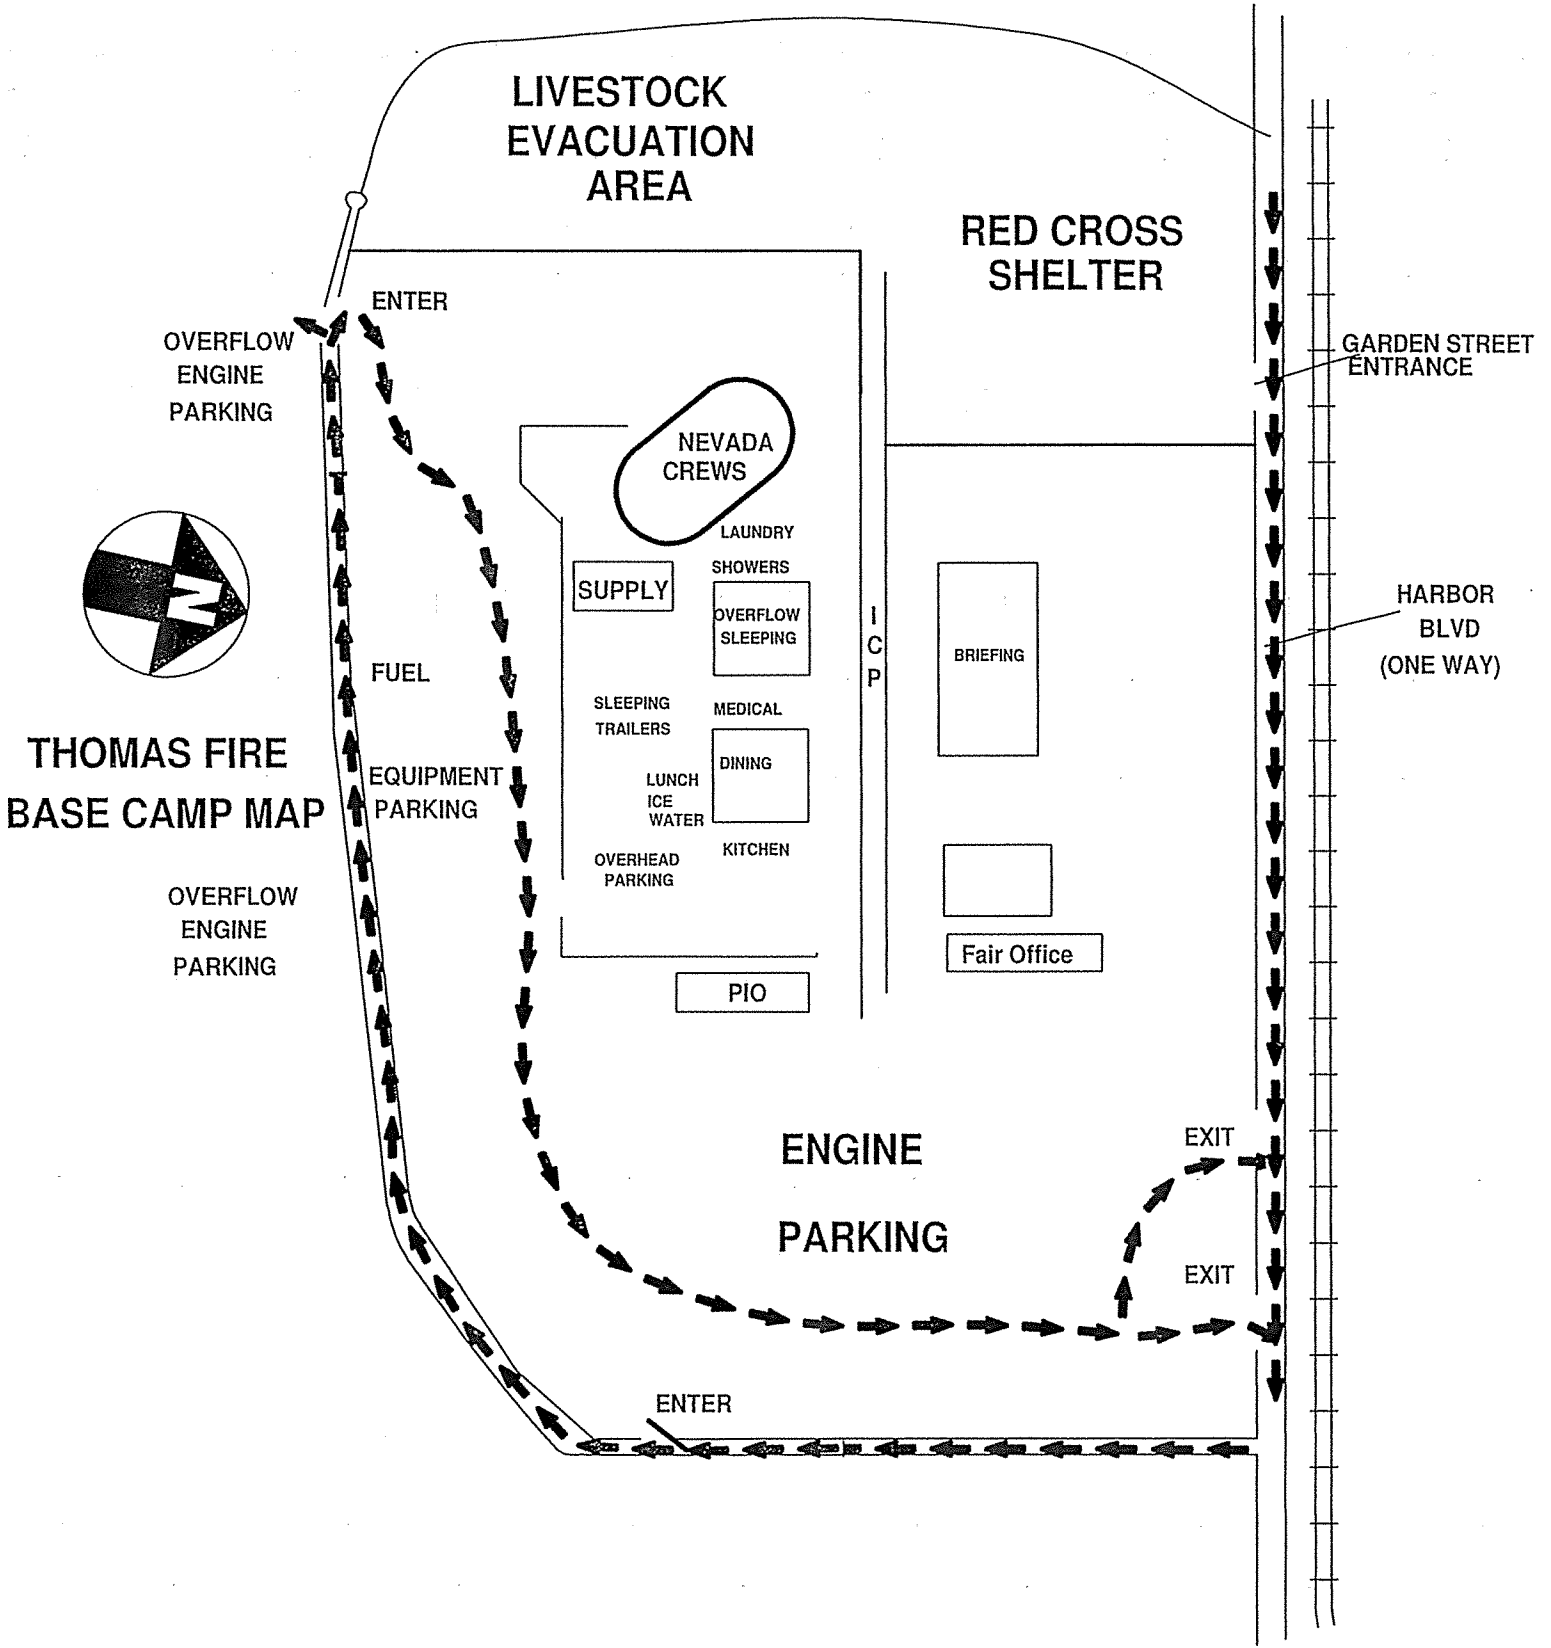 LIVESTOCK
EVACUATION
AREA
RED CROSS
SHELTER
ENTER
OVERFLOW
ENGINE
PARKING
GARDEN STREET
ENTRANCE
NEVADA
CREWS
LAUNDRY
SHOWERS
SUPPLY
OVERFLOW
SLEEPING
I
C
P
BRIEFING
HARBOR
BLVD
(ONE WAY)
N
FUEL
SLEEPING
TRAILERS
MEDICAL
THOMAS FIRE
BASE CAMP MAP
EQUIPMENT
PARKING
DINING
LUNCH
ICE
WATER
KITCHEN
OVERHEAD
PARKING
OVERFLOW
ENGINE
PARKING
Fair Office
PIO
ENGINE
PARKING
EXIT
EXIT
ENTER